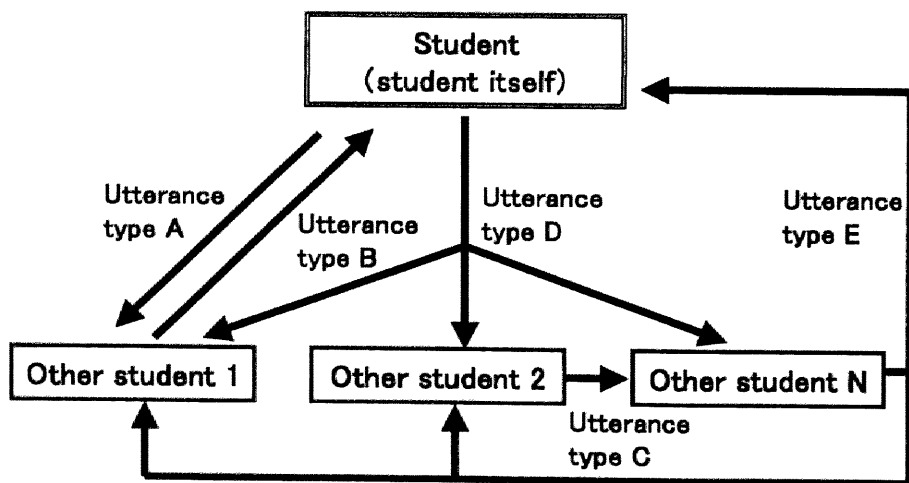 Student
(student itself)
Utterance
type A
Utterance
type B
Utterance
type D
Utterance
type E
Other student 1
Other student 2
Other student N
Utterance
type C